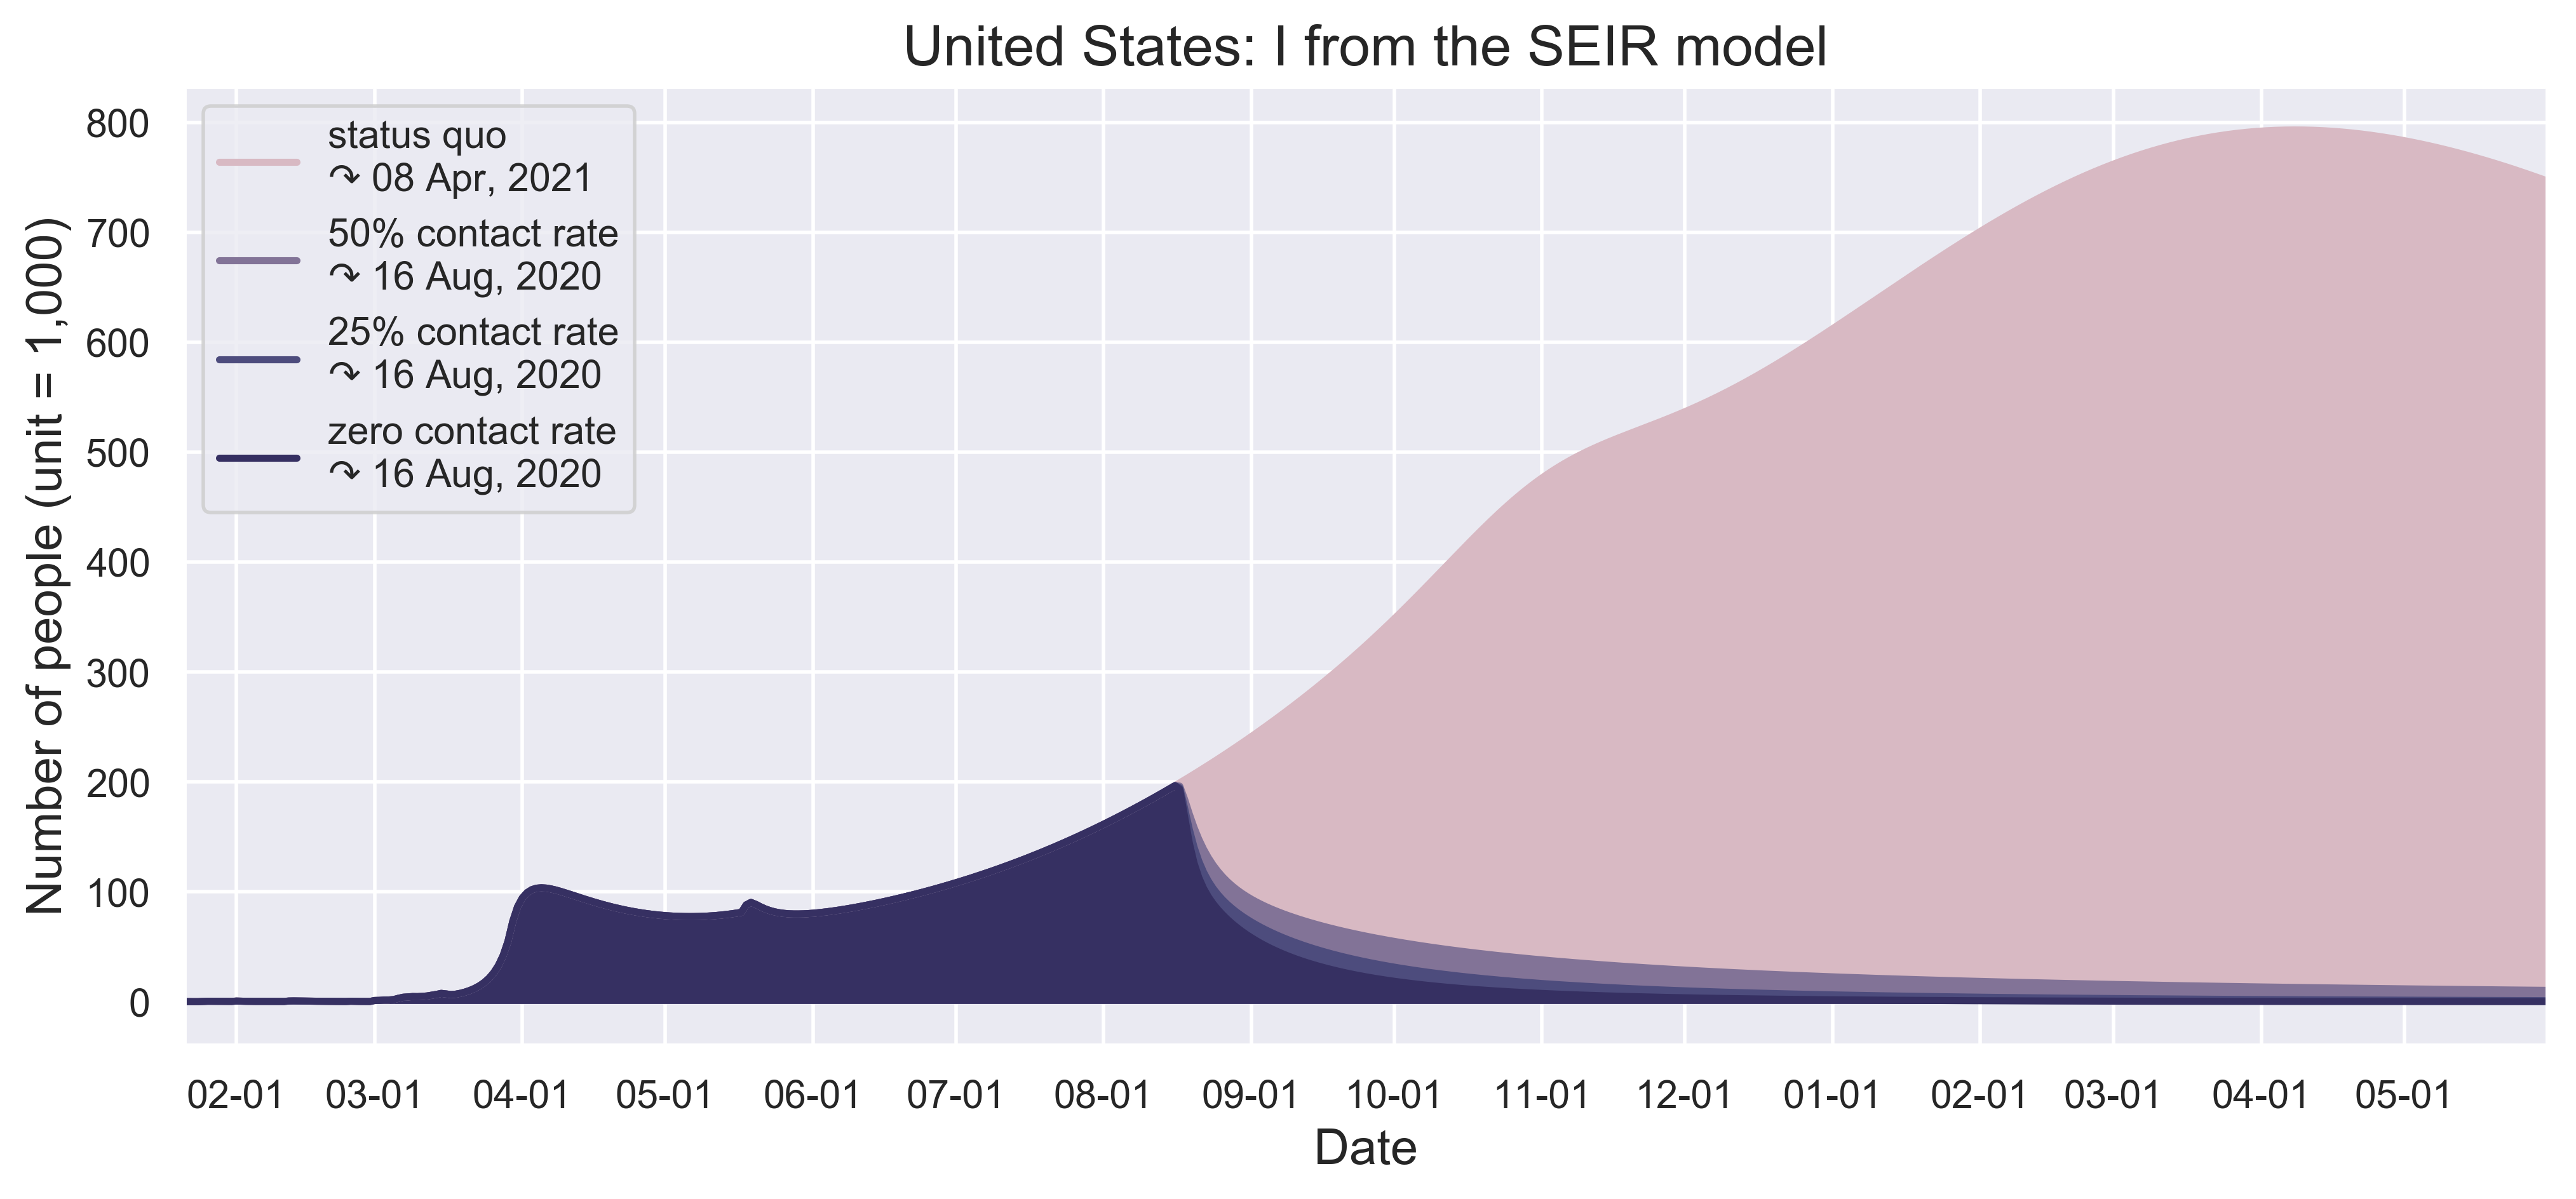 United States: I from the SEIR model
status quo
↷ 08 Apr, 2021
50% contact rate
↷ 16 Aug, 2020
25% contact rate
↷ 16 Aug, 2020
zero contact rate
↷ 16 Aug, 2020
Number of people (unit = 1,000)
800
700
600
500
400
300
200
100
0
02-01 03-01 04-01 05-01 06-01 07-01 08-01 09-01 10-01 11-01 12-01 01-01 02-01 03-01 04-01 05-01
Date